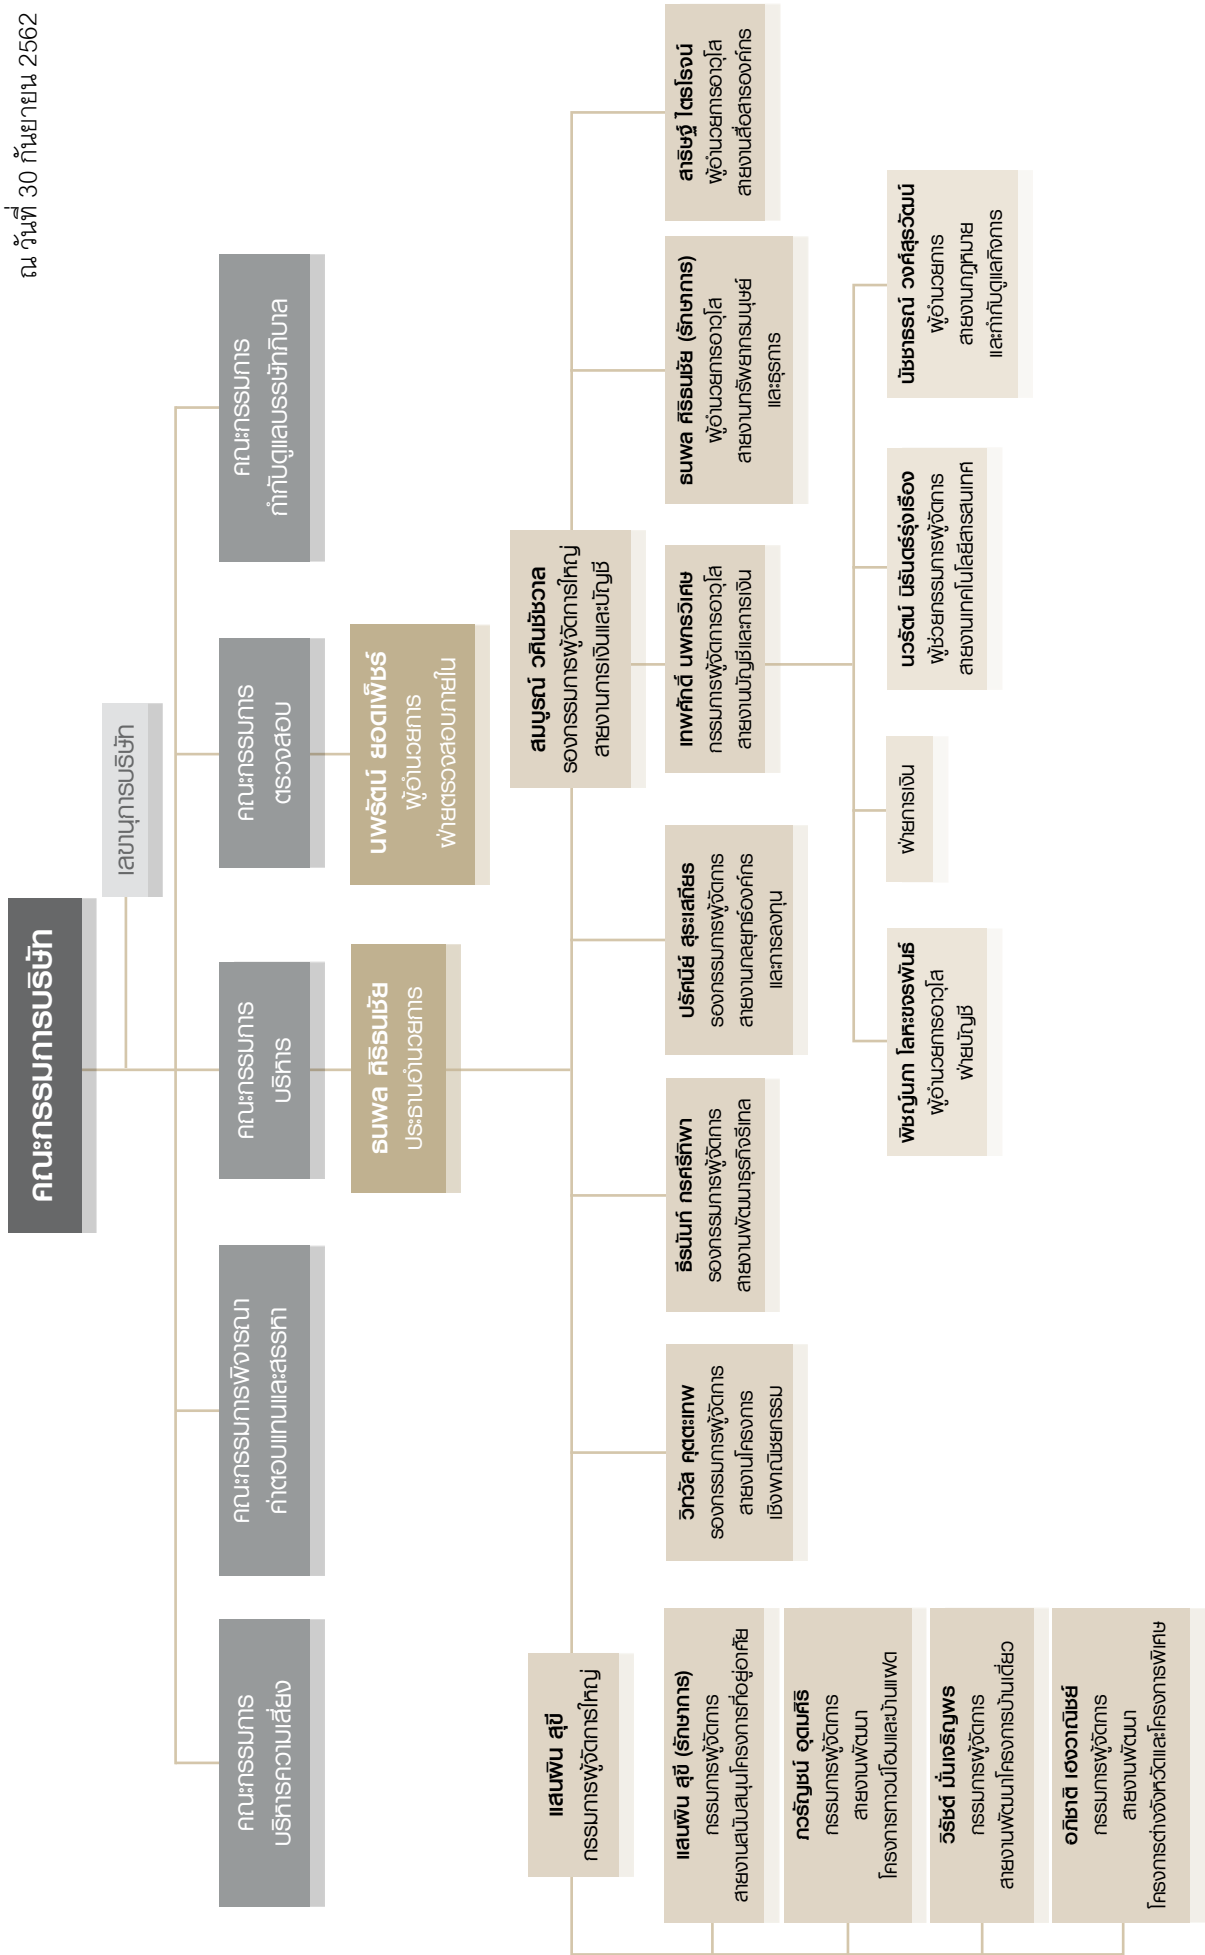 ณ วันที่ 30 กันยายน 2562
คณะกรรมการบริษัท
เลขานุการบริษัท
คณะกรรมการ
บริหารความเสี่ยง
คณะกรรมการพิจารณา
ค่าตอบแทนและสรรหา
คณะกรรมการ
บริหาร
คณะกรรมการ
ตรวจสอบ
คณะกรรมการ
กำกับดูแลบรรษัทภิบาล
ธนพล ศิริธนชัย
ประธานอำนวยการ
นพรัตน์ ยอดเพ็ชร์
ผู้อำนวยการ
ฝ่ายตรวจสอบภายใน
แสนผิน สุขี
กรรมการผู้จัดการใหญ่
สมบูรณ์ วศินชัชวาล
รองกรรมการผู้จัดการใหญ่
สายงานการเงินและบัญชี
แสนผิน สุขี (รักษาการ)
กรรมการผู้จัดการ
สายงานสนับสนุนโครงการที่อยู่อาศัย
ภวรัญชน์ อุดมศิริ
กรรมการผู้จัดการ
สายงานพัฒนา
โครงการทาวน์โฮมและบ้านแฝด
วิรัชต์ มั่นเจริญพร
กรรมการผู้จัดการ
สายงานพัฒนาโครงการบ้านเดี่ยว
อภิชาติ เฮงวาณิชย์
กรรมการผู้จัดการ
สายงานพัฒนา
โครงการต่างจังหวัดและโครงการพิเศษ
วิทวัส คุตตะเทพ
รองกรรมการผู้จัดการ
สายงานโครงการ
เชิงพาณิชยกรรม
ธีรนันท์ กรศรีทิพา
รองกรรมการผู้จัดการ
สายงานพัฒนาธุรกิจรีเทล
ปรัศนีย์ สุระเสถียร
รองกรรมการผู้จัดการ
สายงานกลยุทธ์องค์กร
และการลงทุน
เทพศักดิ์ นพกรวิเศษ
กรรมการผู้จัดการอาวุโส
สายงานบัญชีและการเงิน
ธนพล ศิริธนชัย (รักษาการ)
ผู้อำนวยการอาวุโส
สายงานทรัพยากรมนุษย์
และธุรการ
สาริษฐ์ ไตรโรจน์
ผู้อำนวยการอาวุโส
สายงานสื่อสารองค์กร
พิชญ์นภา โลหะขจรพันธ์
ผู้อำนวยการอาวุโส
ฝ่ายบัญชี
ฝ่ายการเงิน
นวรัตน์ นิรันดร์รุ่งเรือง
ผู้ช่วยกรรมการผู้จัดการ
สายงานเทคโนโลยีสารสนเทศ
นัชชาธรณ์ วงศ์สุรวัฒน์
ผู้อำนวยการ
สายงานกฎหมาย
และกำกับดูแลกิจการ